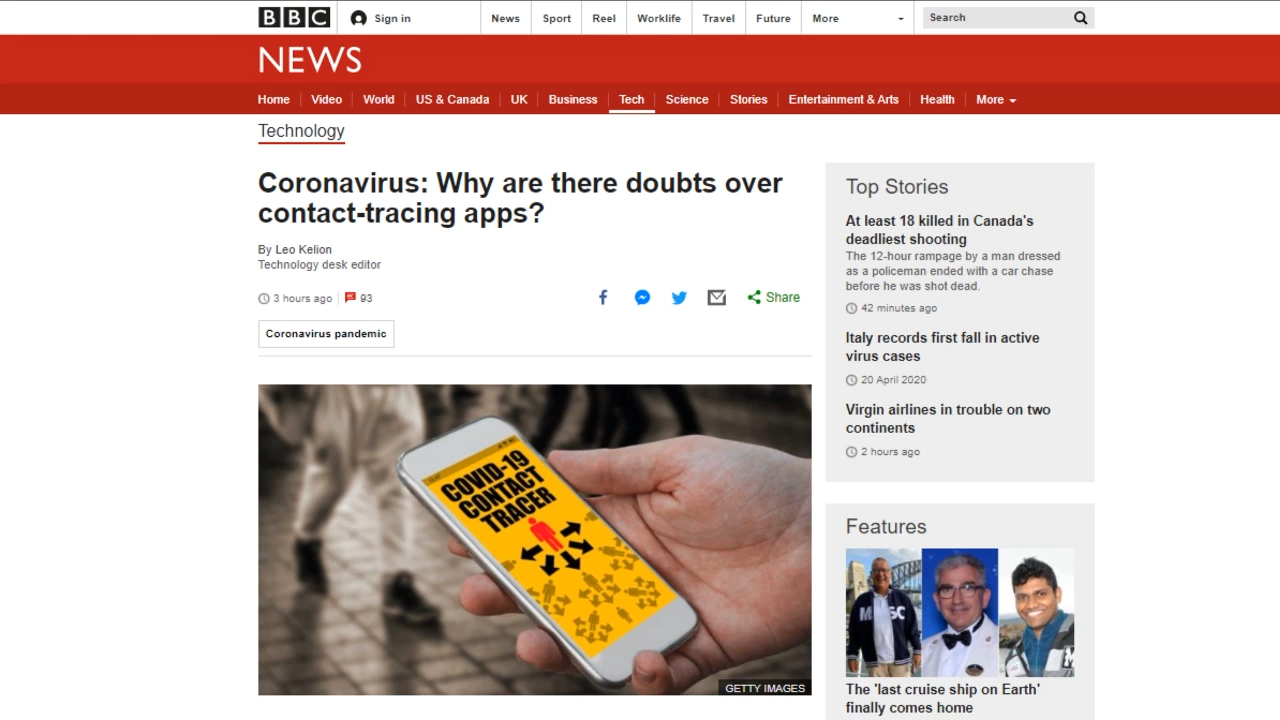 BBC
Sign in
News
Sport
Reel
Worklife
Travel
Future
More
Search
NEWS
Home
Video
World
US & Canada
UK
Business
Tech
Science
Stories
Entertainment & Arts
Health
More
Technology
Coronavirus: Why are there doubts over
contact-tracing apps?
By Leo Kelion
Technology desk editor
3 hours ago
93
Share
Coronavirus pandemic
COVID-19
CONTACT
TRACER
GETTY IMAGES
Top Stories
At least 18 killed in Canada's
deadliest shooting
The 12-hour rampage by a man dressed
as a policeman ended with a car chase
before he was shot dead.
42 minutes ago
Italy records first fall in active
virus cases
20 April 2020
Virgin airlines in trouble on two
continents
2 hours ago
Features
The 'last cruise ship on Earth'
finally comes home